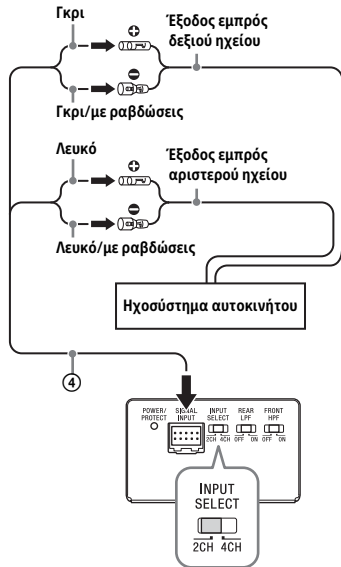 Γκρι
Έξοδος εμπρός
δεξιού ηχείου
Γκρι/με ραβδώσεις
Λευκό
Έξοδος εμπρός
αριστερού ηχείου
Λευκό/με ραβδώσεις
Ηχοσύστημα αυτοκινήτου
④
POWER/
PROTECT
SIGNAL
INPUT
INPUT
SELECT
REAR
LPF
FRONT
HPF
2CH 4CH OFF ON OFF ON
INPUT
SELECT
2CH 4CH